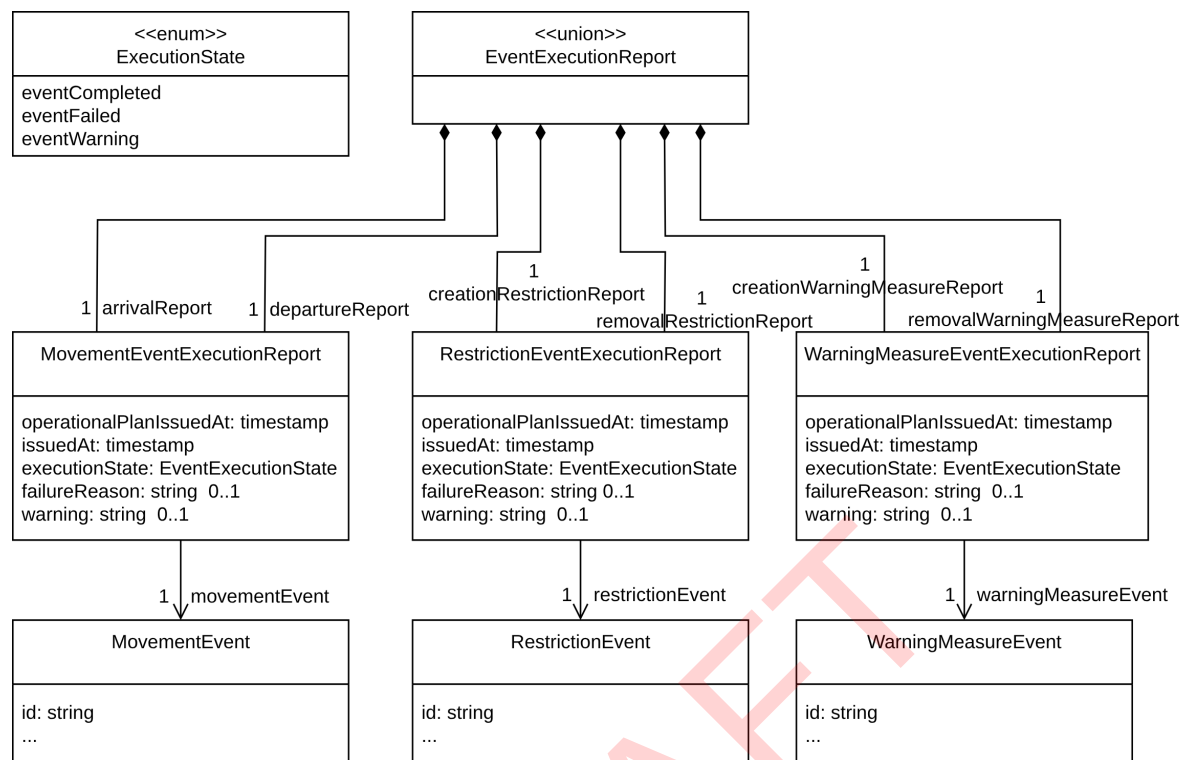 <<enum>>
ExecutionState
eventCompleted
eventFailed
eventWarning
<<union>>
EventExecutionReport
1 arrivalReport
1 departureReport
1
creationRestrictionReport
1
removalRestrictionReport
1
creationWarningMeasureReport
1
removalWarningMeasureReport
MovementEventExecutionReport
operationalPlanIssuedAt: timestamp
issuedAt: timestamp
executionState: EventExecutionState
failureReason: string 0..1
warning: string 0..1
RestrictionEventExecutionReport
operationalPlanIssuedAt: timestamp
issuedAt: timestamp
executionState: EventExecutionState
failureReason: string 0..1
warning: string 0..1
WarningMeasureEventExecutionReport
operationalPlanIssuedAt: timestamp
issuedAt: timestamp
executionState: EventExecutionState
failureReason: string 0..1
warning: string 0..1
1 movementEvent
1 restrictionEvent
1 warningMeasureEvent
MovementEvent
id: string
...
RestrictionEvent
id: string
...
WarningMeasureEvent
id: string
...